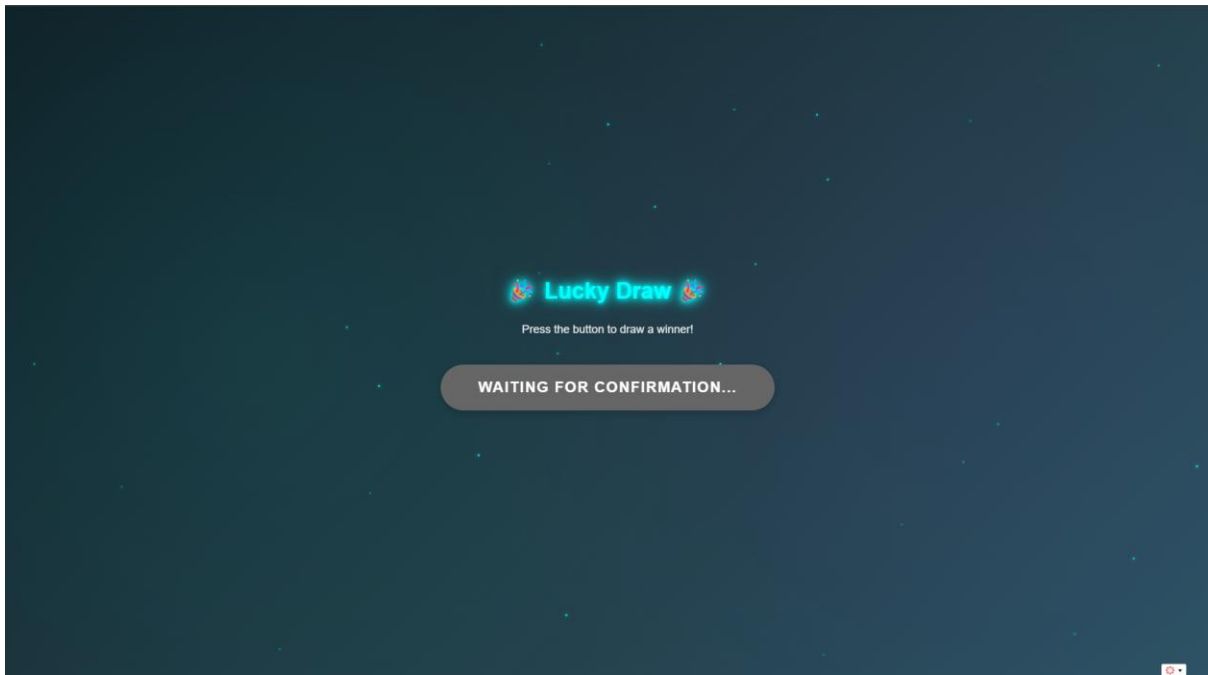 🎉 Lucky Draw 🎉
Press the button to draw a winner!
WAITING FOR CONFIRMATION...